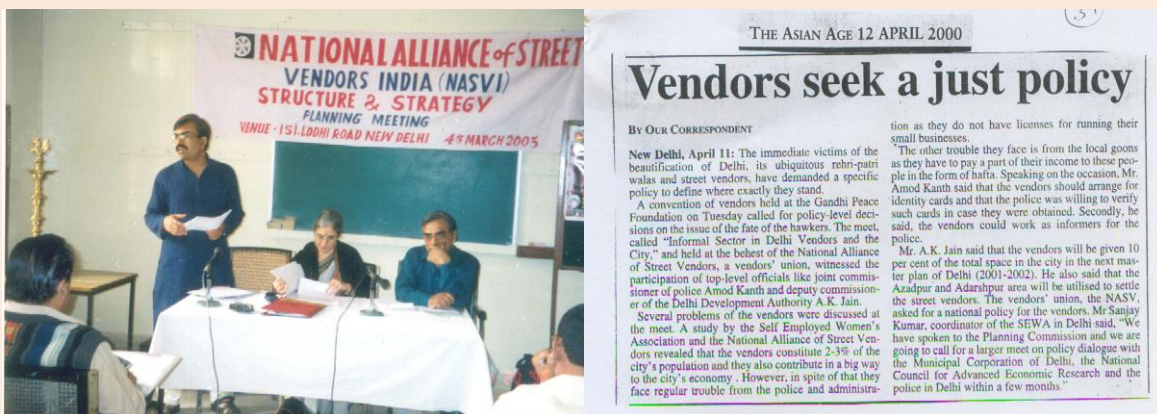 NATIONAL ALLIANCE of STREET
VENDORS INDIA (NASVI)
STRUCTURE & STRATEGY
PLANNING MEETING
VENUE - ISI. LODHI ROAD NEW DELHI 4-5 MARCH 2003
THE ASIAN AGE 12 APRIL 2000
Vendors seek a just policy
BY OUR CORRESPONDENT
New Delhi, April 11: The immediate victims of the
beautification of Delhi, its ubiquitous rehri-patri
walas and street vendors, have demanded a specific
policy to define where exactly they stand.
A convention of vendors held at the Gandhi Peace
Foundation on Tuesday called for policy-level deci-
sions on the issue of the fate of the hawkers. The meet,
called "Informal Sector in Delhi Vendors and the
City," and held at the behest of the National Alliance
of Street Vendors, a vendors' union, witnessed the
participation of top-level officials like joint commis-
sioner of police Amod Kanth and deputy commission-
er of the Delhi Development Authority A.K. Jain.
Several problems of the vendors were discussed at
the meet. A study by the Self Employed Women's
Association and the National Alliance of Street Ven-
dors revealed that the vendors constitute 2-3% of the
city's population and they also contribute in a big way
to the city's economy . However, in spite of that they
face regular trouble from the police and administra-
tion as they do not have licenses for running their
small businesses.
The other trouble they face is from the local goons
as they have to pay a part of their income to these peo-
ple in the form of hafta. Speaking on the occasion, Mr.
Amod Kanth said that the vendors should arrange for
identity cards and that the police was willing to verify
such cards in case they were obtained. Secondly, he
said, the vendors could work as informers for the
police.
Mr. A.K. Jain said that the vendors will be given 10
per cent of the total space in the city in the next mas-
ter plan of Delhi (2001-2002). He also said that the
Azadpur and Adarshpur area will be utilised to settle
the street vendors. The vendors' union, the NASV,
asked for a national policy for the vendors. Mr Sanjay
Kumar, coordinator of the SEWA in Delhi said, "We
have spoken to the Planning Commission and we are
going to call for a larger meet on policy dialogue with
the Municipal Corporation of Delhi, the National
Council for Advanced Economic Research and the
police in Delhi within a few months."